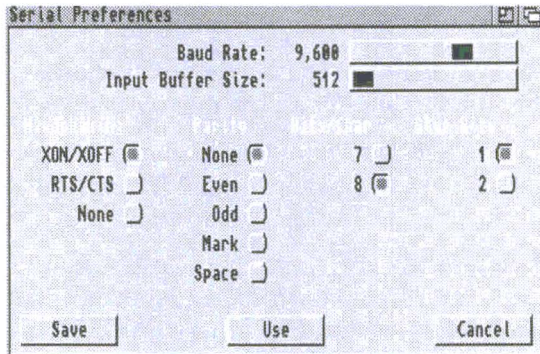 Serial Preferences
Baud Rate: 9,600
Input Buffer Size: 512
Parity
XON/XOFF None 7 1
RTS/CTS Even 8 2
None Odd
Mark
Space
Save Use Cancel